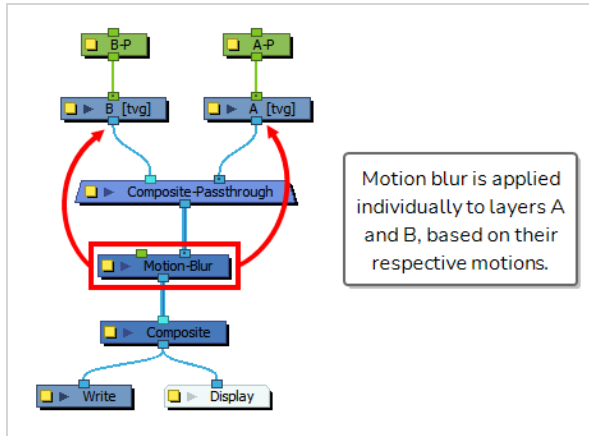 B-P
A-P
B [tvg]
A [tvg]
Composite-Passthrough
Motion blur is applied
individually to layers A
and B, based on their
respective motions.
Motion-Blur
Composite
Write
Display